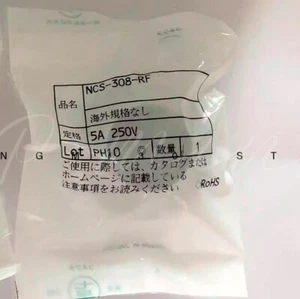 NCS-308-RF
品名
海外規格なし
定格 5A 250V
Lot PH10 数量 1
ご使用に際しては、カタログまたは
ホームページに記載している
注意事項をお読みください。
RoHS
N G S T